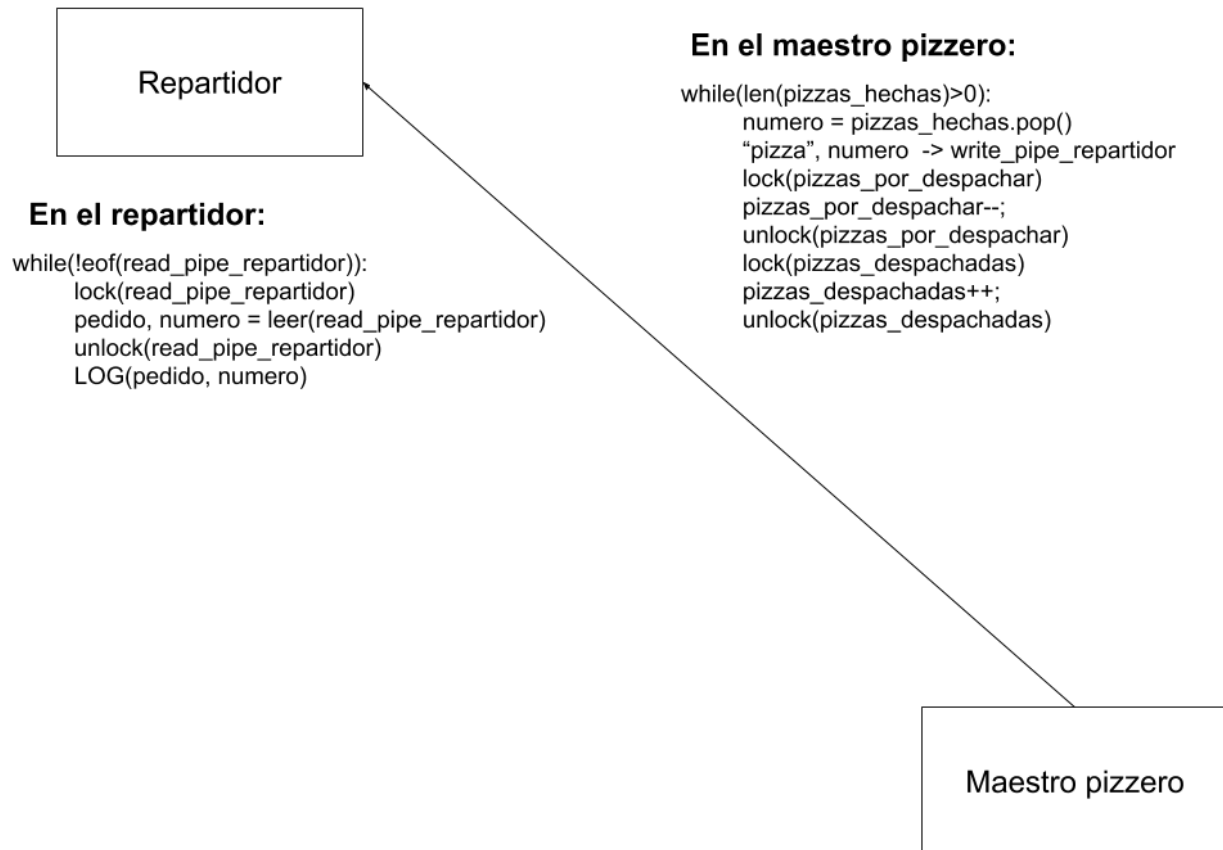 Repartidor
En el maestro pizzero:
while(len(pizzas_hechas)>0):
numero = pizzas_hechas.pop()
“pizza”, numero -> write_pipe_repartidor
lock(pizzas_por_despachar)
pizzas_por_despachar--;
unlock(pizzas_por_despachar)
lock(pizzas_despachadas)
pizzas_despachadas++;
unlock(pizzas_despachadas)
En el repartidor:
while(!eof(read_pipe_repartidor)):
lock(read_pipe_repartidor)
pedido, numero = leer(read_pipe_repartidor)
unlock(read_pipe_repartidor)
LOG(pedido, numero)
Maestro pizzero